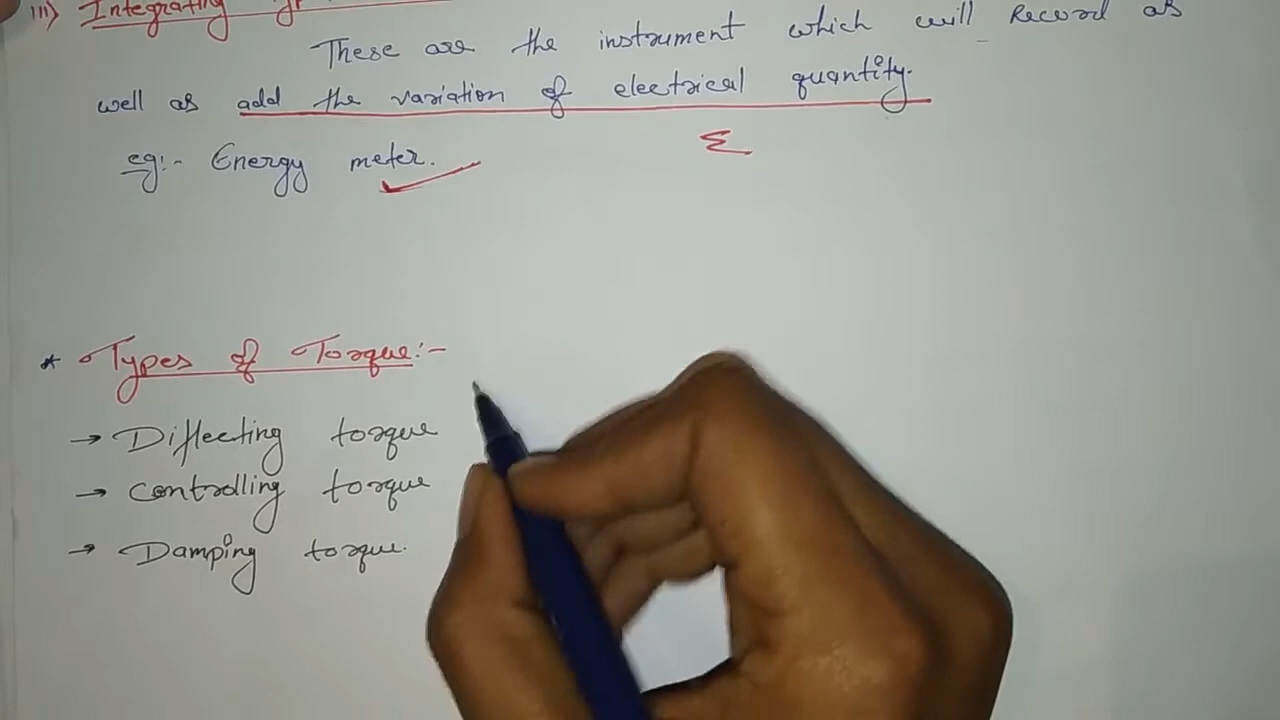 iii) Integrating
These are the instrument which will Record as
well as add the variation of electrical quantity.
eg:- Energy meter.
Σ
* Types of Torque:-
→ Diflecting torque
→ Controlling torque
→ Damping torque.